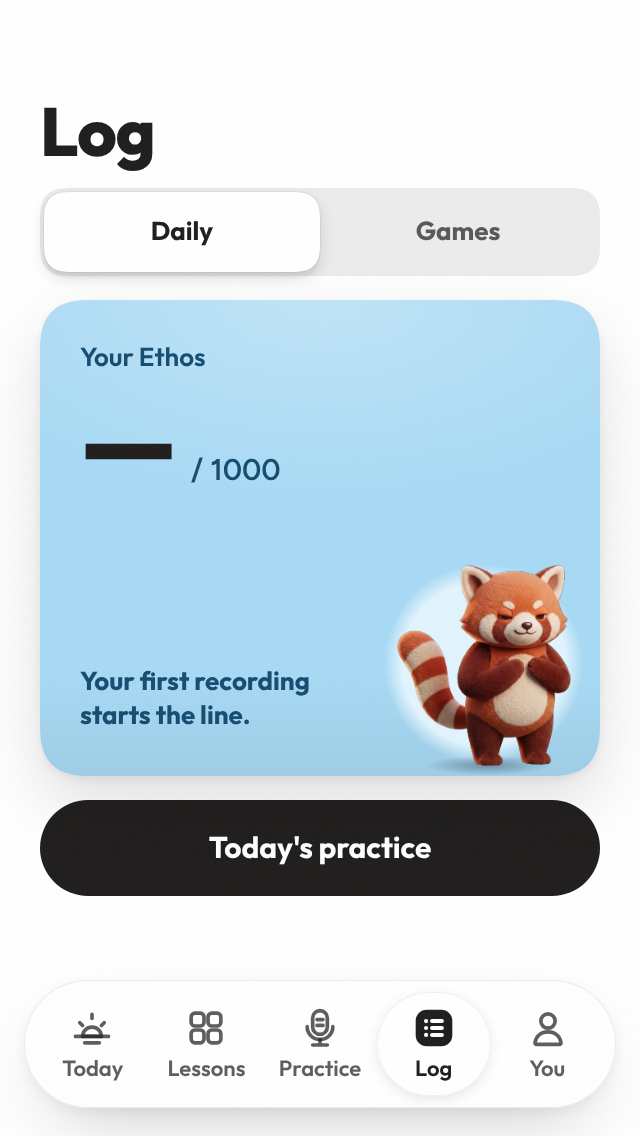 Log
Daily
Games
Your Ethos
— / 1000
Your first recording
starts the line.
Today's practice
Today
Lessons
Practice
Log
You